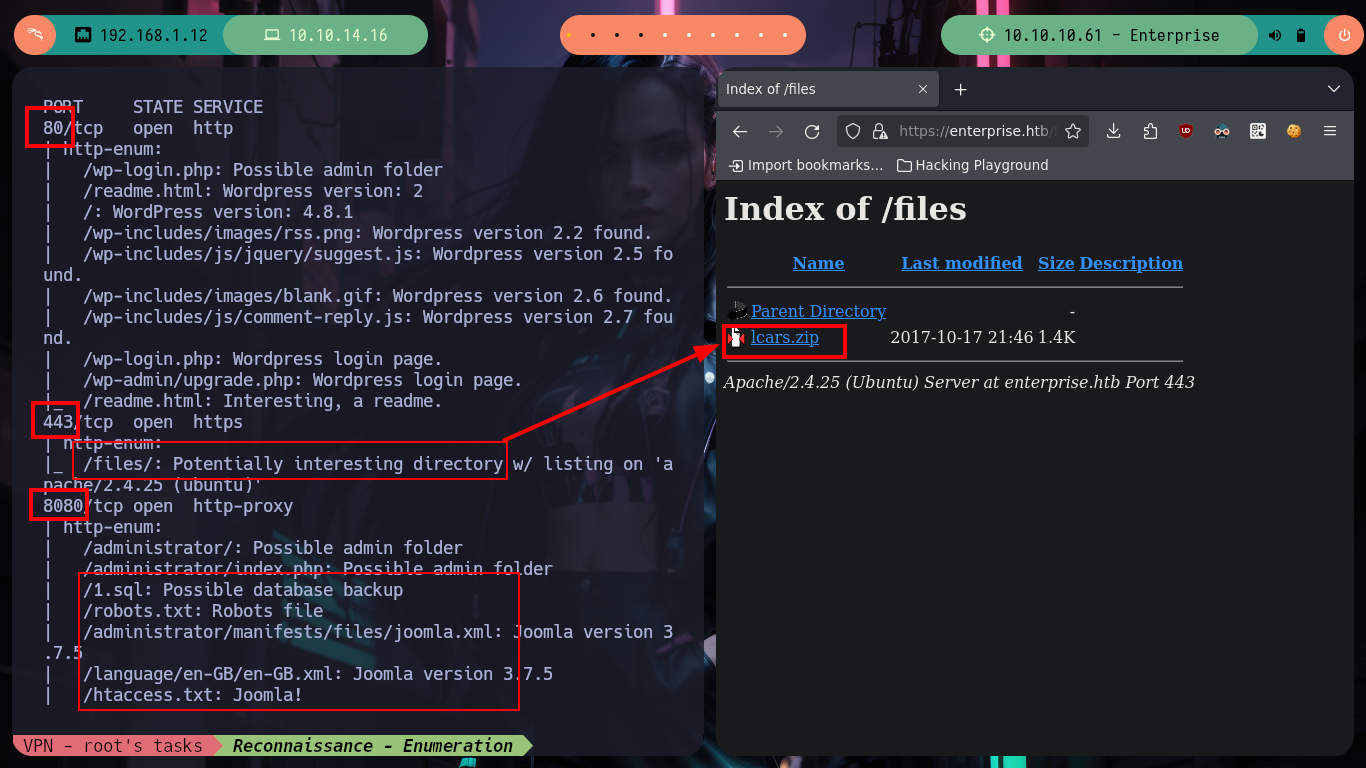 192.168.1.12
10.10.14.16
10.10.10.61 - Enterprise
PORT     STATE SERVICE
80/tcp   open  http
| http-enum:
|   /wp-login.php: Possible admin folder
|   /readme.html: Wordpress version: 2
|   /: WordPress version: 4.8.1
|   /wp-includes/images/rss.png: Wordpress version 2.2 found.
|   /wp-includes/js/jquery/suggest.js: Wordpress version 2.5 fo
und.
|   /wp-includes/images/blank.gif: Wordpress version 2.6 found.
|   /wp-includes/js/comment-reply.js: Wordpress version 2.7 fou
nd.
|   /wp-login.php: Wordpress login page.
|   /wp-admin/upgrade.php: Wordpress login page.
|_  /readme.html: Interesting, a readme.
443/tcp  open  https
| http-enum:
|_  /files/: Potentially interesting directory w/ listing on 'a
pache/2.4.25 (ubuntu)'
8080/tcp open  http-proxy
| http-enum:
|   /administrator/: Possible admin folder
|   /administrator/index.php: Possible admin folder
|   /1.sql: Possible database backup
|   /robots.txt: Robots file
|   /administrator/manifests/files/joomla.xml: Joomla version 3
.7.5
|   /language/en-GB/en-GB.xml: Joomla version 3.7.5
|   /htaccess.txt: Joomla!
VPN - root's tasks
Reconnaissance - Enumeration
Index of /files
https://enterprise.htb/
Import bookmarks...
Hacking Playground
Index of /files
Name Last modified Size Description
Parent Directory -
lcars.zip 2017-10-17 21:46 1.4K
Apache/2.4.25 (Ubuntu) Server at enterprise.htb Port 443